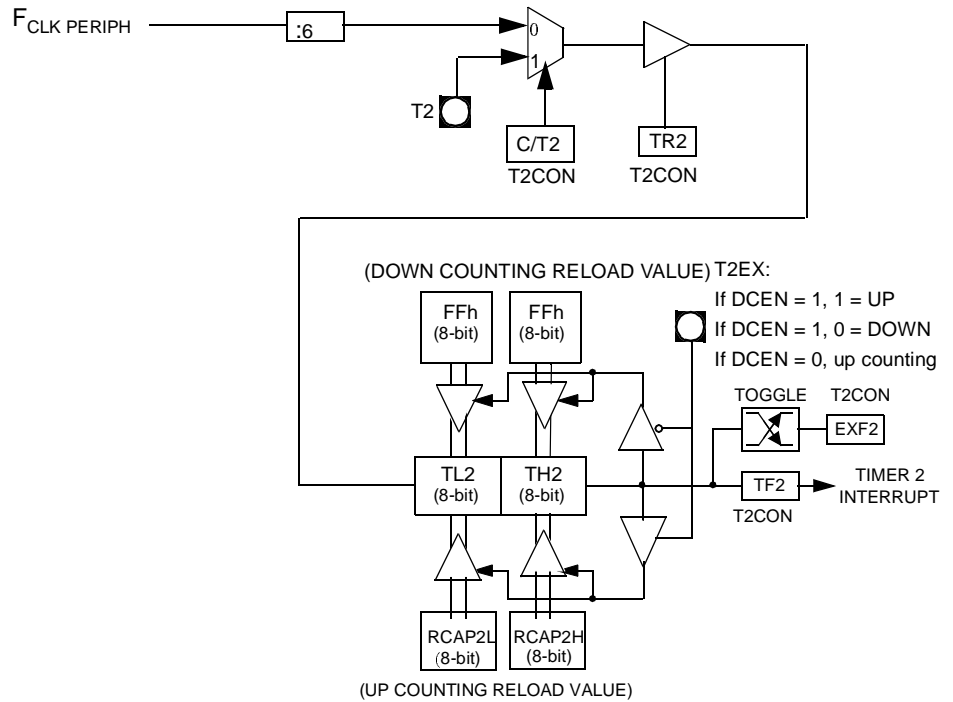 FCLK PERIPH
:6
0
1
T2
C/T2
TR2
T2CON
T2CON
(DOWN COUNTING RELOAD VALUE)
T2EX:
If DCEN = 1, 1 = UP
If DCEN = 1, 0 = DOWN
If DCEN = 0, up counting
FFh
(8-bit)
FFh
(8-bit)
TOGGLE
T2CON
EXF2
TL2
(8-bit)
TH2
(8-bit)
TF2
T2CON
TIMER 2
INTERRUPT
RCAP2L
(8-bit)
RCAP2H
(8-bit)
(UP COUNTING RELOAD VALUE)